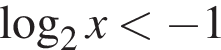 log₂ x < −1